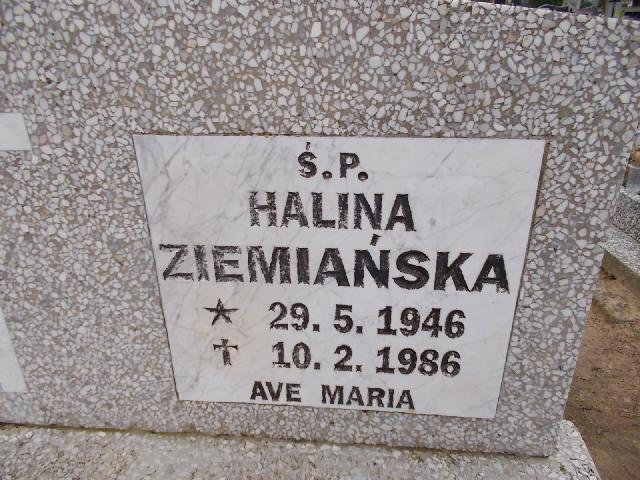 Ś.P.
HALINA
ZIEMIAŃSKA
★ 29. 5. 1946
† 10. 2. 1986
AVE MARIA